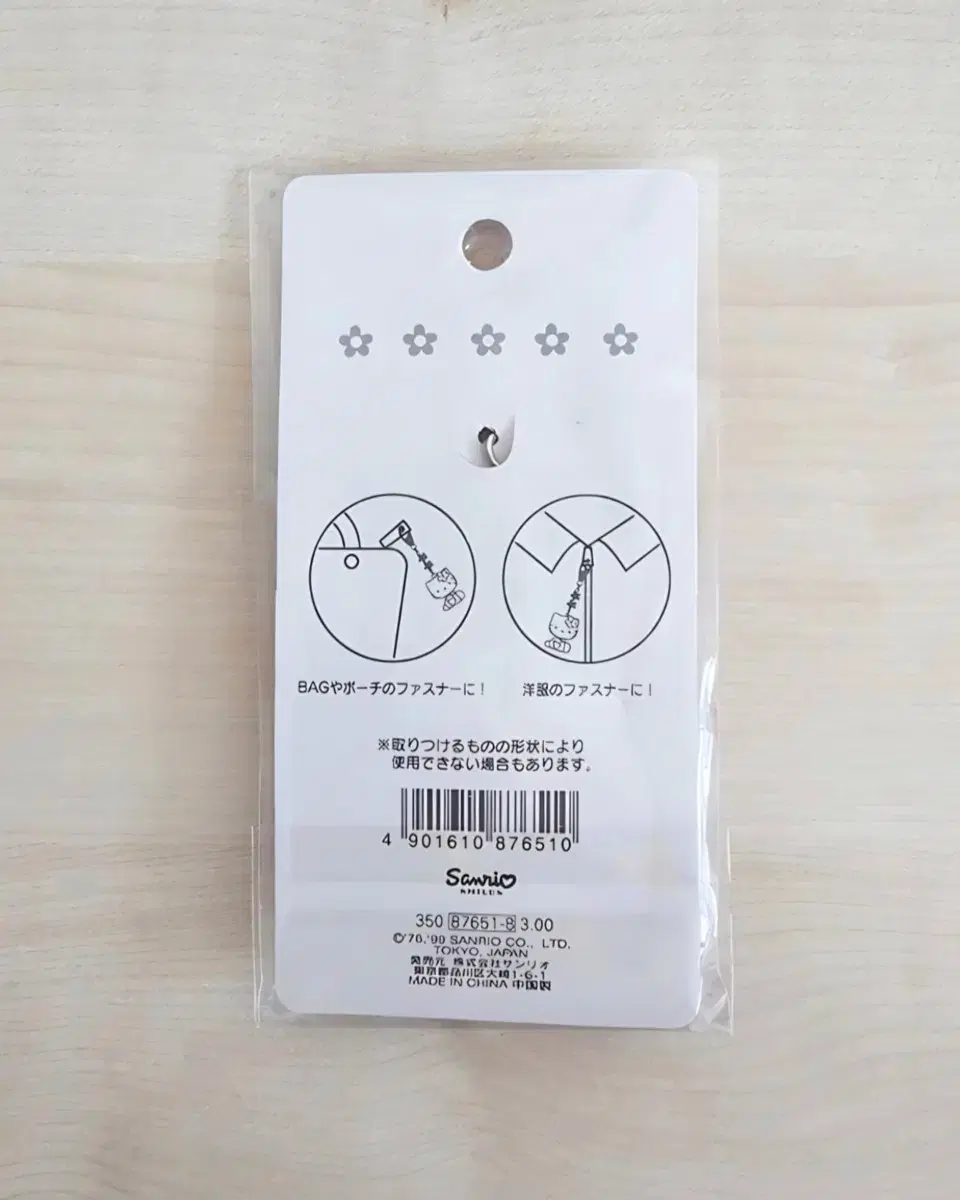 BAGやポーチのファスナーに！
洋服のファスナーに！
※取りつけるものの形状により
使用できない場合もあります。
4 901610 876510
Sanrio
SMILES
350 87651-8 3.00
SANRIO CO., LTD.
TOKYO, JAPAN
発売元 株式会社サンリオ
東京都品川区大崎1-6-1
MADE IN CHINA 中国製